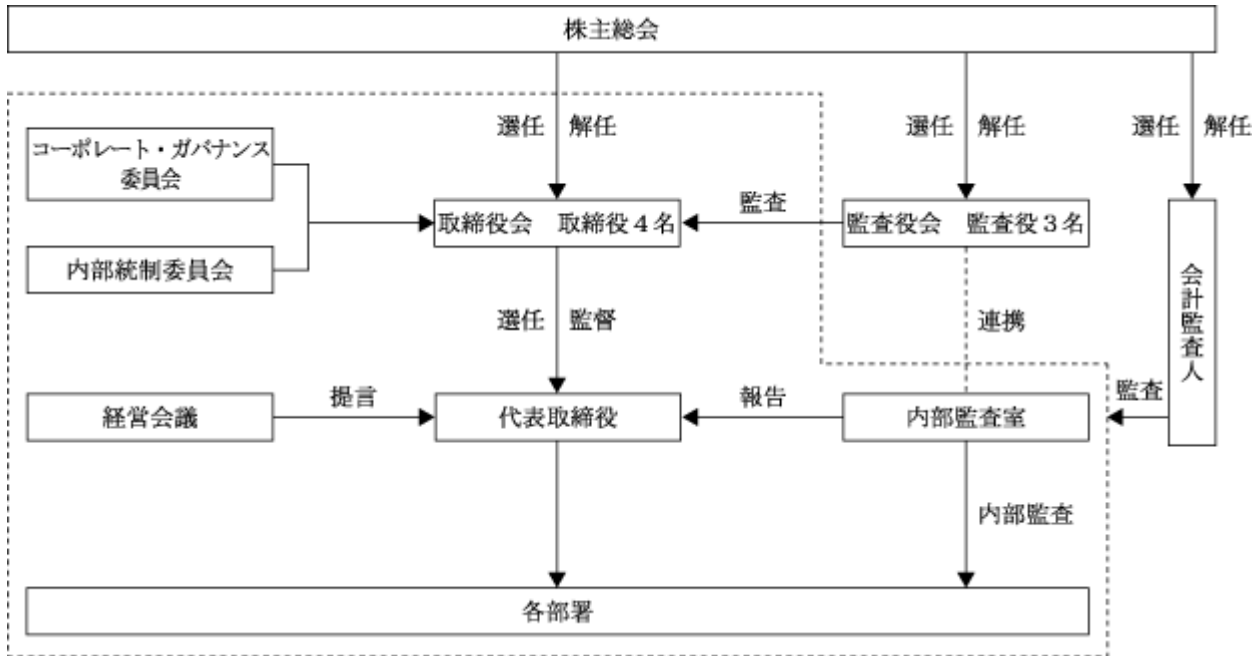 株主総会
選任 解任
選任 解任
選任 解任
コーポレート・ガバナンス
委員会
取締役会 取締役4名
監査
監査役会 監査役3名
内部統制委員会
会計監査人
選任 監督
連携
経営会議
提言
代表取締役
報告
内部監査室
監査
内部監査
各部署